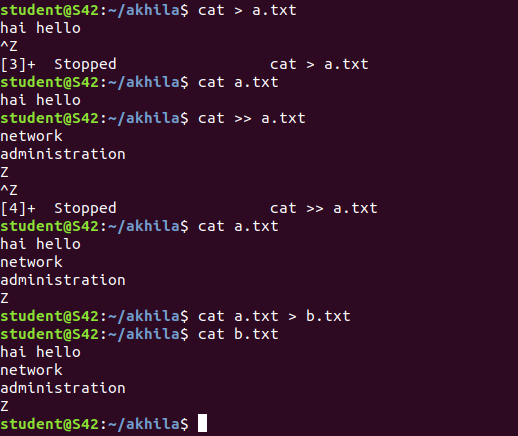 student@S42:~/akhila$ cat > a.txt
hai hello
^Z
[3]+  Stopped                 cat > a.txt
student@S42:~/akhila$ cat a.txt
hai hello
student@S42:~/akhila$ cat >> a.txt
network
administration
Z
^Z
[4]+  Stopped                 cat >> a.txt
student@S42:~/akhila$ cat a.txt
hai hello
network
administration
Z
student@S42:~/akhila$ cat a.txt > b.txt
student@S42:~/akhila$ cat b.txt
hai hello
network
administration
Z
student@S42:~/akhila$